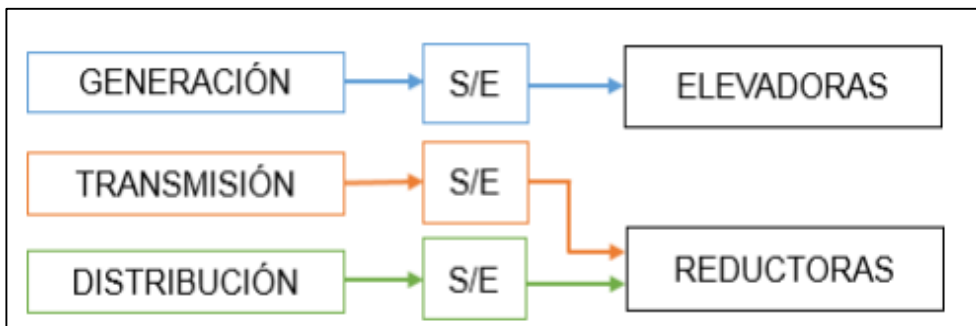 GENERACIÓN
S/E
ELEVADORAS
TRANSMISIÓN
S/E
DISTRIBUCIÓN
S/E
REDUCTORAS